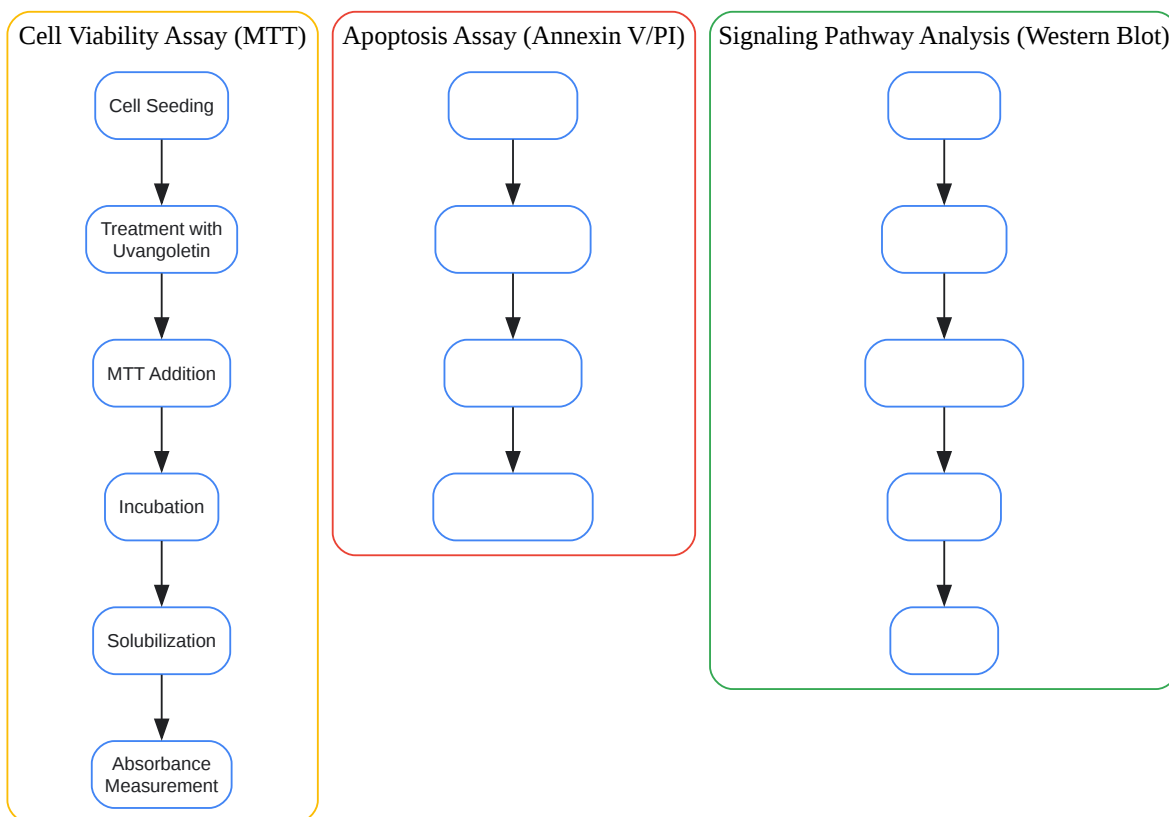 Cell Viability Assay (MTT)
Cell Seeding
Treatment with
Uvangoletin
MTT Addition
Incubation
Solubilization
Absorbance
Measurement
Apoptosis Assay (Annexin V/PI)
Signaling Pathway Analysis (Western Blot)